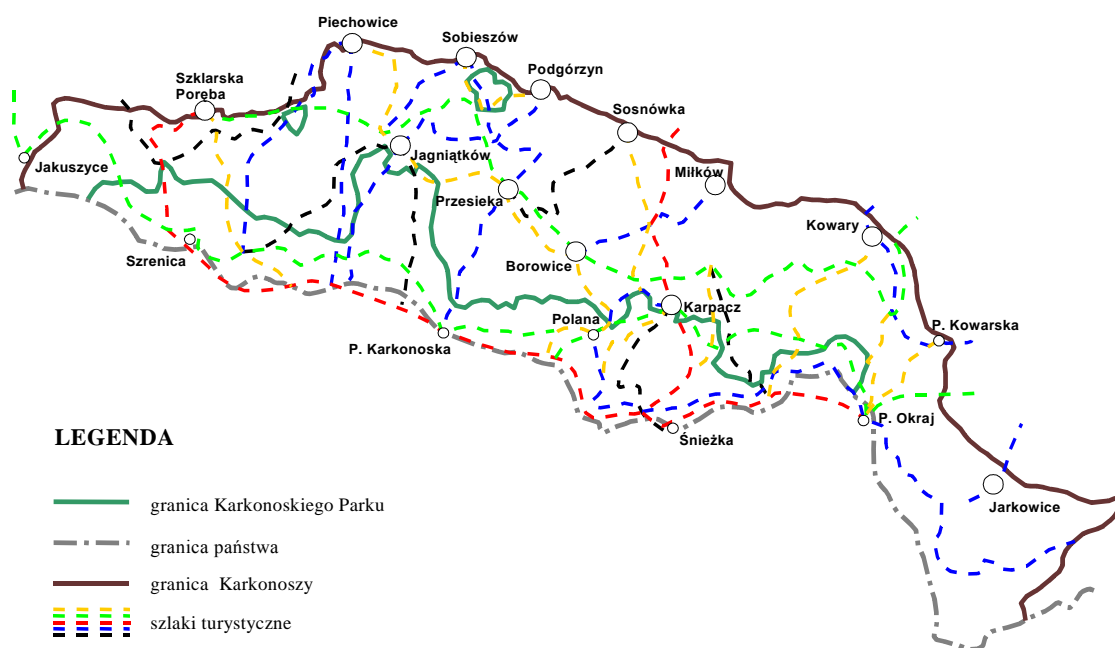 Piechowice
Sobieszów
Szklarska
Poręba
Podgórzyn
Sosnówka
Jakuszyce
Jagniątków
Miłków
Przesieka
Kowary
Szrenica
Borowice
Karpacz
Polana
P. Kowarska
P. Karkonoska
P. Okraj
Śnieżka
LEGENDA
Jarkowice
granica Karkonoskiego Parku
granica państwa
granica Karkonoszy
szlaki turystyczne